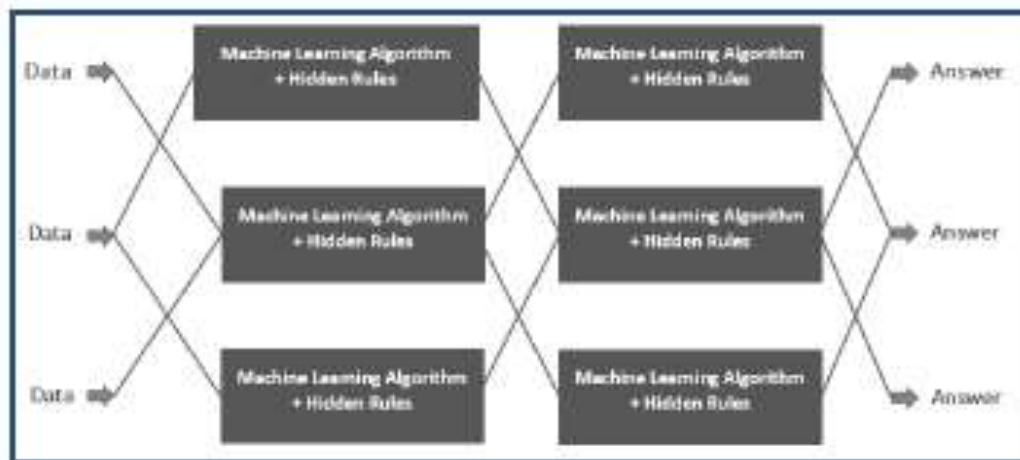 Data
Machine Learning Algorithm
+ Hidden Rules
Machine Learning Algorithm
+ Hidden Rules
Answer
Data
Machine Learning Algorithm
+ Hidden Rules
Machine Learning Algorithm
+ Hidden Rules
Answer
Data
Machine Learning Algorithm
+ Hidden Rules
Machine Learning Algorithm
+ Hidden Rules
Answer